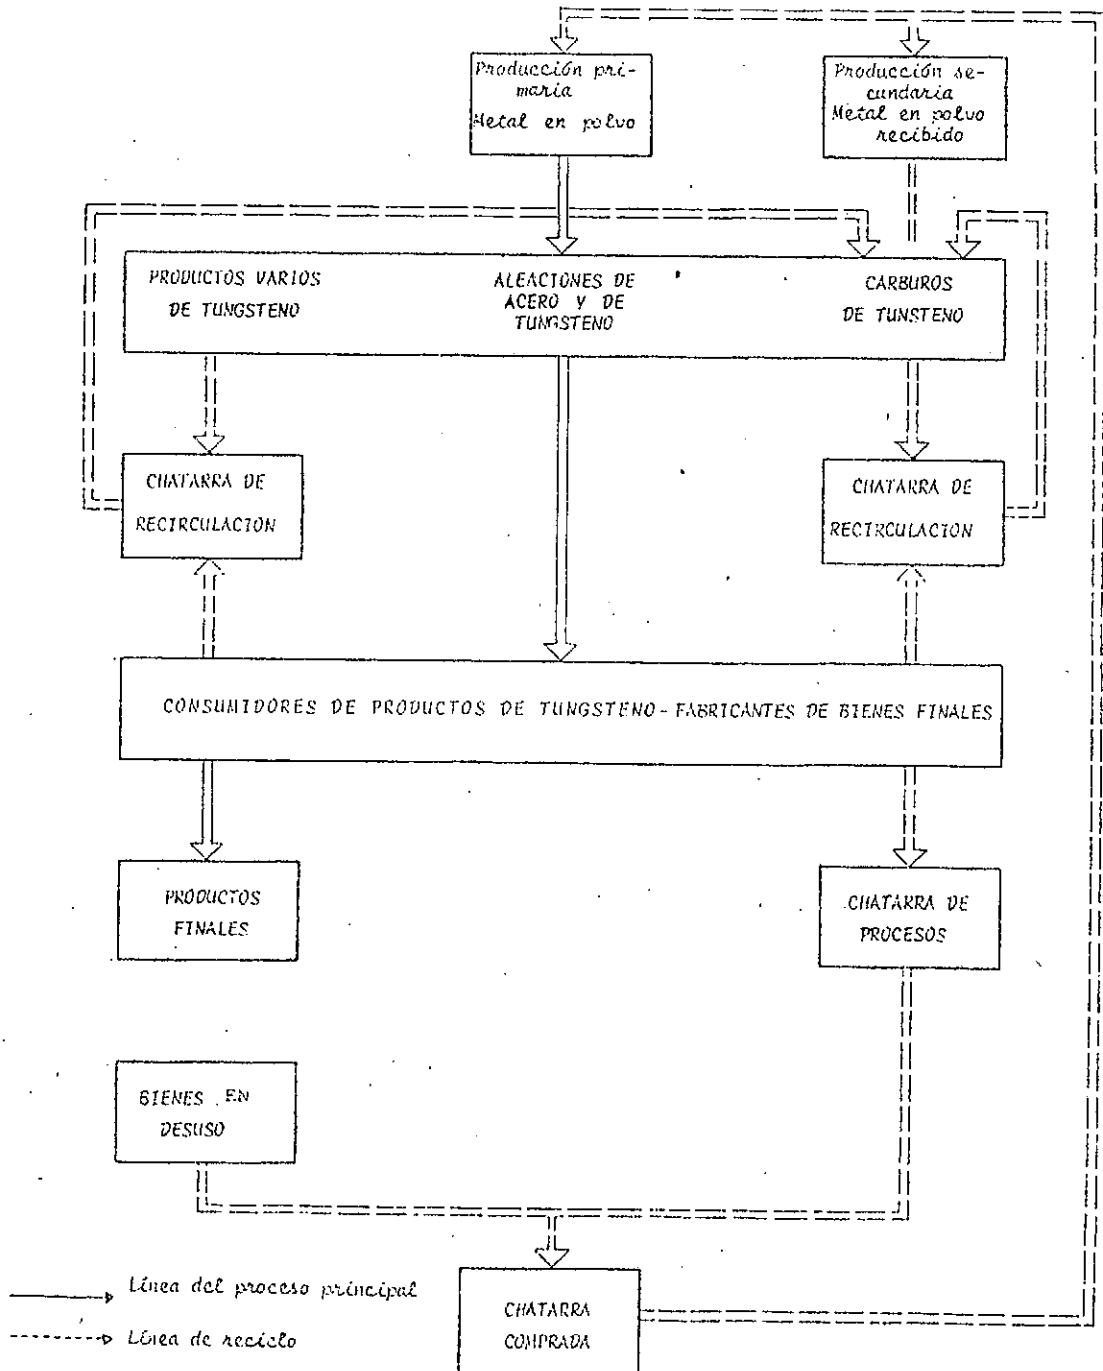 Producción pri-
maria
Metal en polvo
Producción se-
cundaria
Metal en polvo
recibido
PRODUCTOS VARIOS
DE TUNGSTENO
ALEACIONES DE
ACERO Y DE
TUNGSTENO
CARBUROS
DE TUNSTENO
CHATARRA DE
RECIRCULACION
CHATARRA DE
RECIRCULACION
CONSUMIDORES DE PRODUCTOS DE TUNGSTENO-FABRICANTES DE BIENES FINALES
PRODUCTOS
FINALES
CHATARRA DE
PROCESOS
BIENES EN
DESUSO
Línea del proceso principal
Línea de reciclo
CHATARRA
COMPRADA